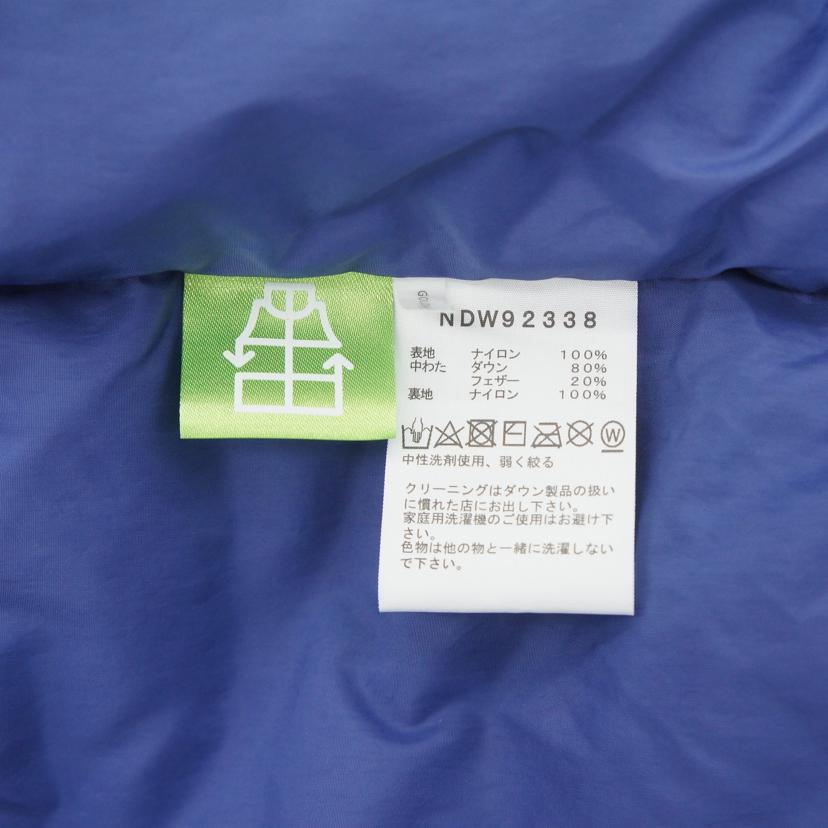 NDW92338
表地 ナイロン 100%
中わた ダウン 80%
フェザー 20%
裏地 ナイロン 100%
W
中性洗剤使用、弱く絞る
クリーニングはダウン製品の扱い
に慣れた店にお出し下さい。
家庭用洗濯機のご使用はお避け下
さい。
色物は他の物と一緒に洗濯しない
で下さい。